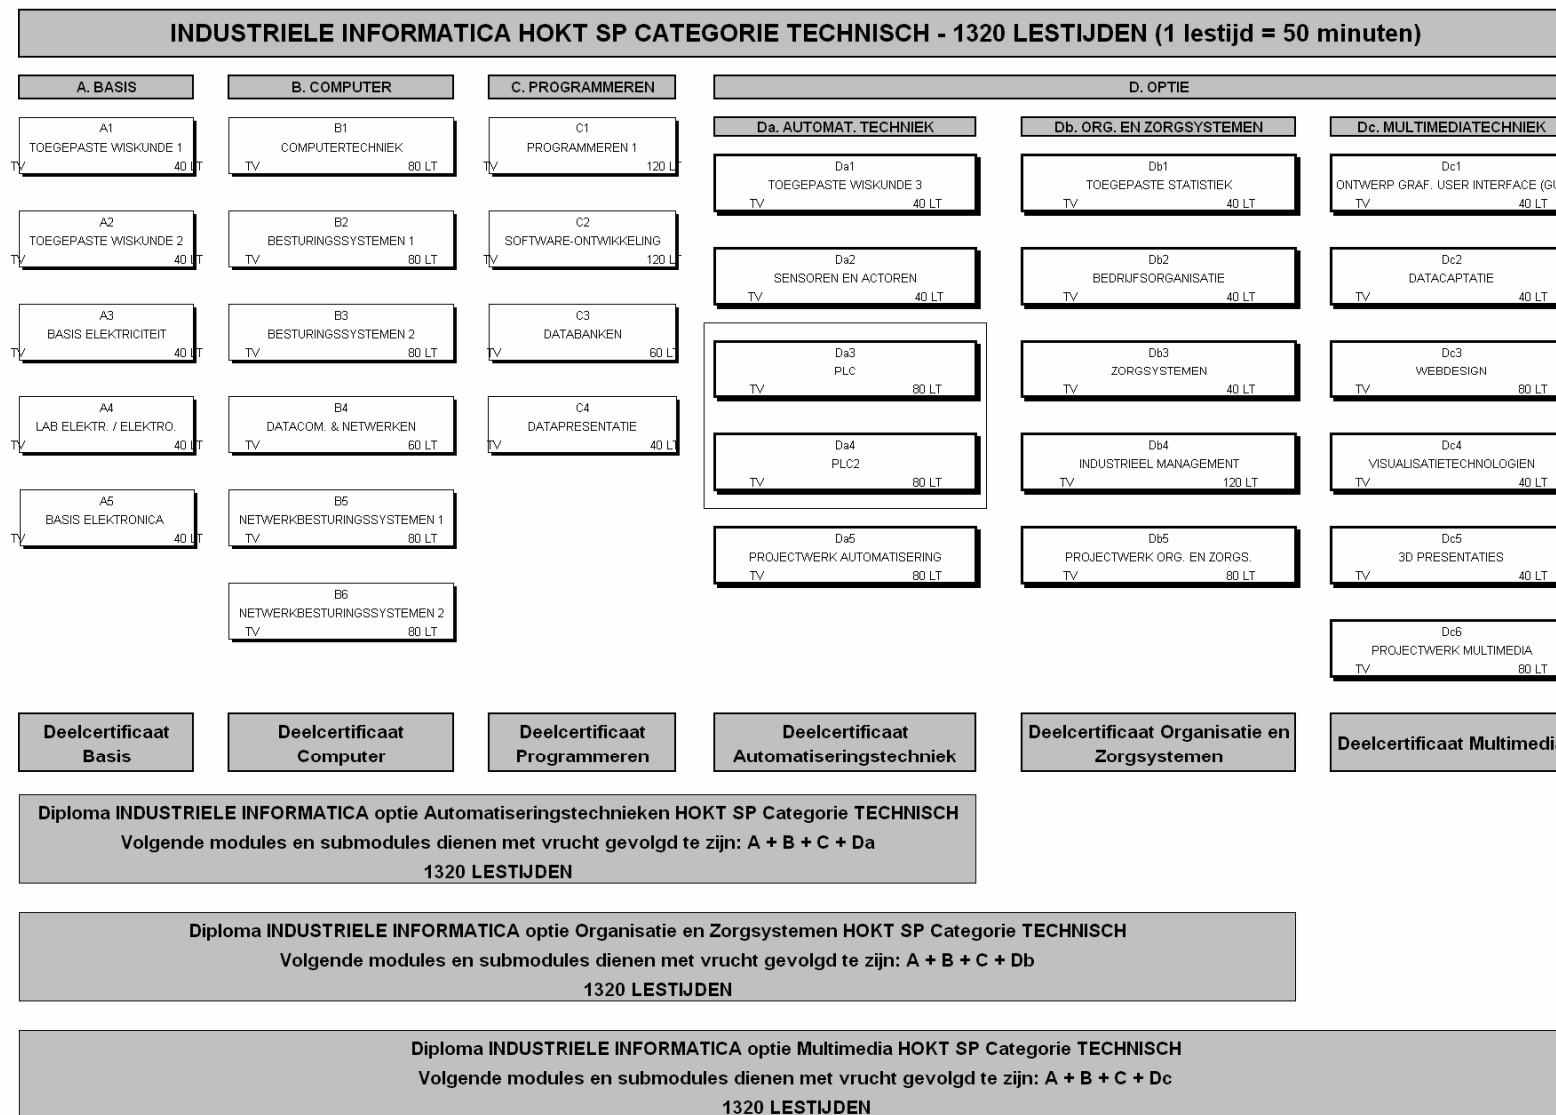 INDUSTRIELE INFORMATICA HOKT SP CATEGORIE TECHNISCH - 1320 LESTIJDEN (1 lestijd = 50 minuten)
A. BASIS
A1
TOEGEPASTE WISKUNDE 1
TV 40 LT
A2
TOEGEPASTE WISKUNDE 2
TV 40 LT
A3
BASIS ELEKTRICITEIT
TV 40 LT
A4
LAB ELEKTR. / ELEKTRO.
TV 40 LT
A5
BASIS ELEKTRONICA
TV 40 LT
B. COMPUTER
B1
COMPUTERTECHNIEK
TV 80 LT
B2
BESTURINGSSYSTEMEN 1
TV 80 LT
B3
BESTURINGSSYSTEMEN 2
TV 80 LT
B4
DATACOM. & NETWERKEN
TV 60 LT
B5
NETWERKBESTURINGSSYSTEMEN 1
TV 80 LT
B6
NETWERKBESTURINGSSYSTEMEN 2
TV 80 LT
C. PROGRAMMEREN
C1
PROGRAMMEREN 1
TV 120 LT
C2
SOFTWARE-ONTWIKKELING
TV 120 LT
C3
DATABANKEN
TV 60 LT
C4
DATAPRESENTATIE
TV 40 LT
D. OPTIE
Da. AUTOMAT. TECHNIEK
Da1
TOEGEPASTE WISKUNDE 3
TV 40 LT
Da2
SENSOREN EN ACTOREN
TV 40 LT
Da3
PLC
TV 80 LT
Da4
PLC2
TV 80 LT
Da5
PROJECTWERK AUTOMATISERING
TV 80 LT
Db. ORG. EN ZORGSYSTEMEN
Db1
TOEGEPASTE STATISTIEK
TV 40 LT
Db2
BEDRIJFSORGANISATIE
TV 40 LT
Db3
ZORGSYSTEMEN
TV 40 LT
Db4
INDUSTRIEEL MANAGEMENT
TV 120 LT
Db5
PROJECTWERK ORG. EN ZORGS.
TV 80 LT
Dc. MULTIMEDIATECHNIEK
Dc1
ONTWERP GRAF. USER INTERFACE
TV 40 LT
Dc2
DATACAPTATIE
TV 40 LT
Dc3
WEBDESIGN
TV 80 LT
Dc4
VISUALISATIETECHNOLOGIEN
TV 40 LT
Dc5
3D PRESENTATIES
TV 40 LT
Dc6
PROJECTWERK MULTIMEDIA
TV 80 LT
Deelcertificaat
Basis
Deelcertificaat
Computer
Deelcertificaat
Programmeren
Deelcertificaat
Automatiseringstechniek
Deelcertificaat Organisatie en
Zorgsystemen
Deelcertificaat Multimedia
Diploma INDUSTRIELE INFORMATICA optie Automatiseringstechnieken HOKT SP Categorie TECHNISCH
Volgende modules en submodules dienen met vrucht gevolgd te zijn: A + B + C + Da
1320 LESTIJDEN
Diploma INDUSTRIELE INFORMATICA optie Organisatie en Zorgsystemen HOKT SP Categorie TECHNISCH
Volgende modules en submodules dienen met vrucht gevolgd te zijn: A + B + C + Db
1320 LESTIJDEN
Diploma INDUSTRIELE INFORMATICA optie Multimedia HOKT SP Categorie TECHNISCH
Volgende modules en submodules dienen met vrucht gevolgd te zijn: A + B + C + Dc
1320 LESTIJDEN